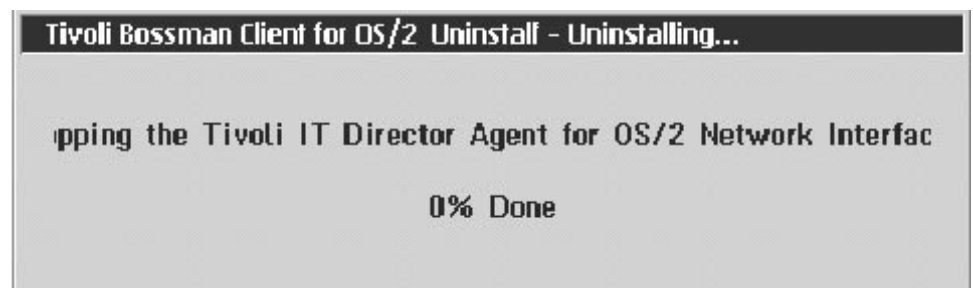 Tivoli Bossman Client for OS/2 Uninstall - Uninstalling...
pping the Tivoli IT Director Agent for OS/2 Network Interfac
0% Done